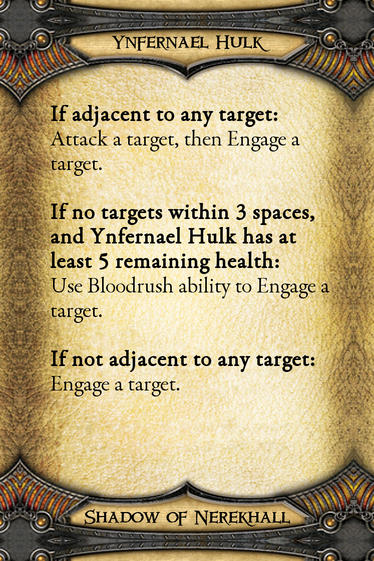 Ynfernael Hulk
If adjacent to any target:
Attack a target, then Engage a
target.
If no targets within 3 spaces,
and Ynfernael Hulk has at
least 5 remaining health:
Use Bloodrush ability to Engage a
target.
If not adjacent to any target:
Engage a target.
Shadow of Nerekhall